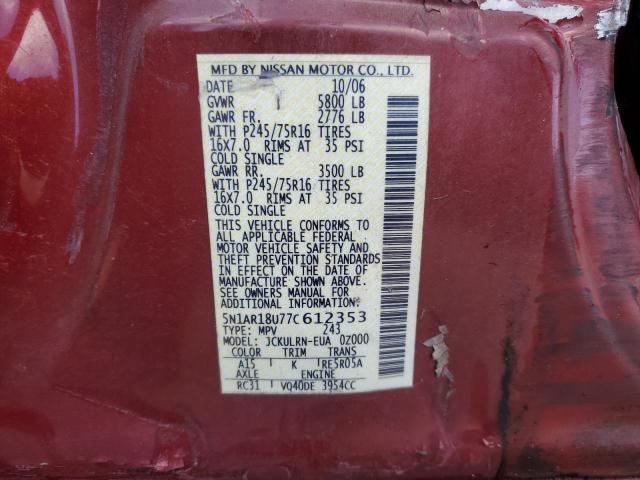 MFD BY NISSAN MOTOR CO., LTD.
DATE 10/06
GVWR 5800 LB
GAWR FR. 2776 LB
WITH P245/75R16 TIRES
16X7.0 RIMS AT 35 PSI
COLD SINGLE
GAWR RR. 3500 LB
WITH P245/75R16 TIRES
16X7.0 RIMS AT 35 PSI
COLD SINGLE
THIS VEHICLE CONFORMS TO
ALL APPLICABLE FEDERAL
MOTOR VEHICLE SAFETY AND
THEFT PREVENTION STANDARDS
IN EFFECT ON THE DATE OF
MANUFACTURE SHOWN ABOVE.
SEE OWNERS MANUAL FOR
ADDITIONAL INFORMATION.
5N1AR18U77C612353
TYPE: MPV 243
MODEL: JCKULRN-EUA 0Z000
COLOR TRIM TRANS
A15 K RE5R05A
AXLE ENGINE
RC31 VQ40DE 3954CC